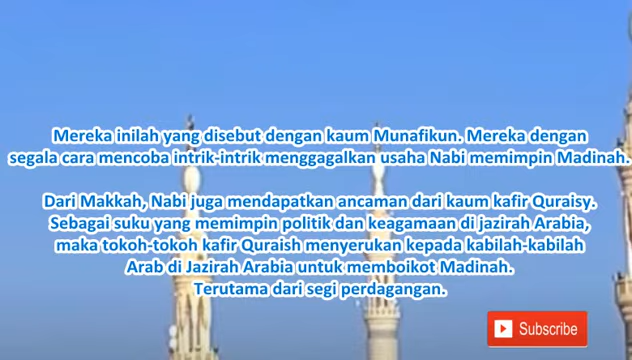 Mereka inilah yang disebut dengan kaum Munafikun. Mereka dengan
segala cara mencoba intrik-intrik menggagalkan usaha Nabi memimpin Madinah.
Dari Makkah, Nabi juga mendapatkan ancaman dari kaum kafir Quraisy.
Sebagai suku yang memimpin politik dan keagamaan di jazirah Arabia,
maka tokoh-tokoh kafir Quraish menyerukan kepada kabilah-kabilah
Arab di Jazirah Arabia untuk memboikot Madinah.
Terutama dari segi perdagangan.
Subscribe